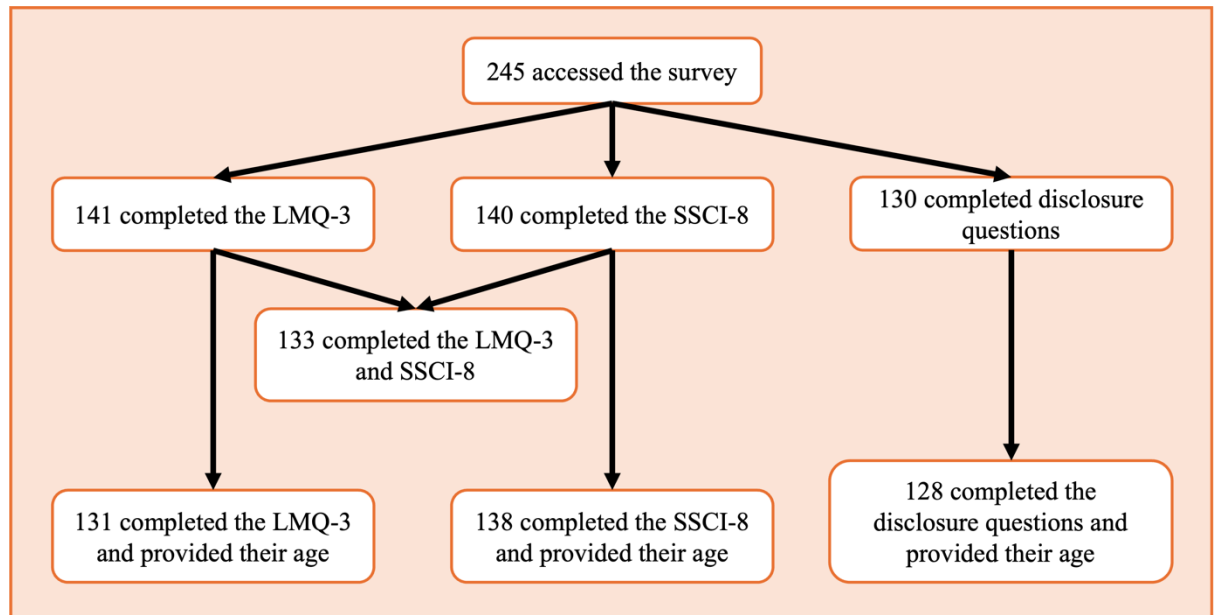 245 accessed the survey
141 completed the LMQ-3
140 completed the SSCI-8
130 completed disclosure
questions
133 completed the LMQ-3
and SSCI-8
131 completed the LMQ-3
and provided their age
138 completed the SSCI-8
and provided their age
128 completed the
disclosure questions and
provided their age